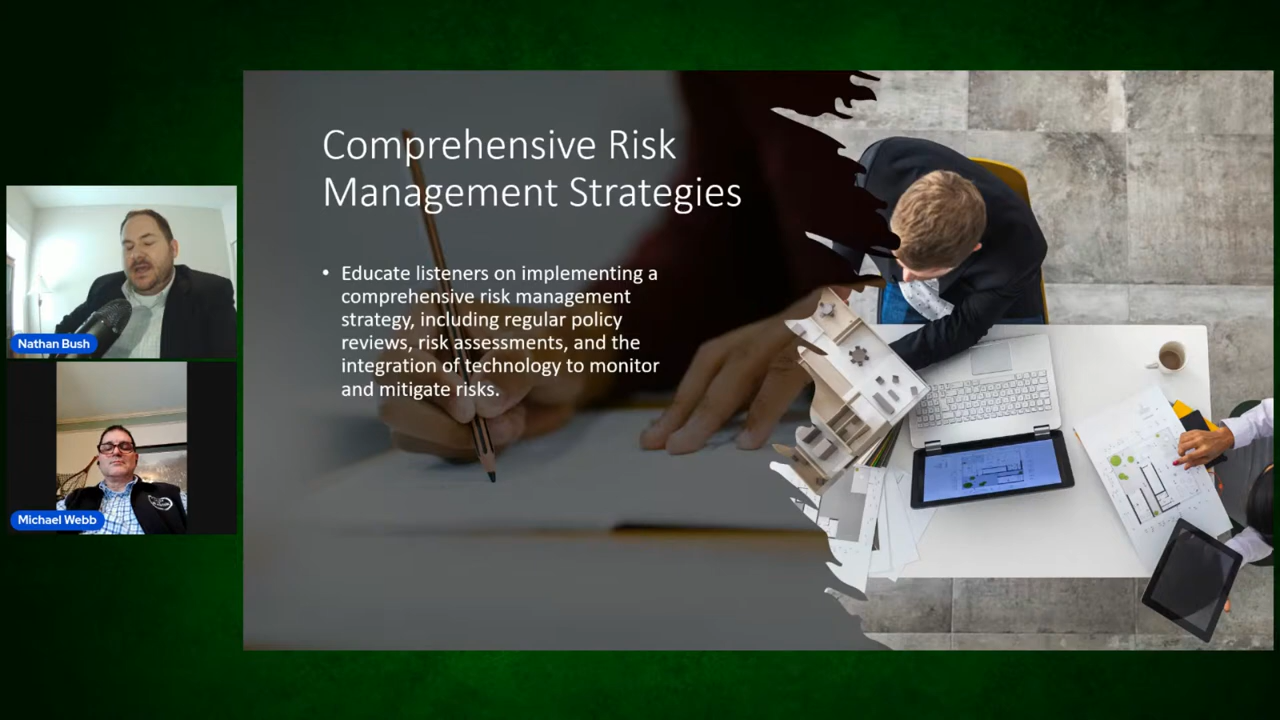 Comprehensive Risk
Management Strategies
• Educate listeners on implementing a
comprehensive risk management
strategy, including regular policy
reviews, risk assessments, and the
integration of technology to monitor
and mitigate risks.
Nathan Bush
Michael Webb